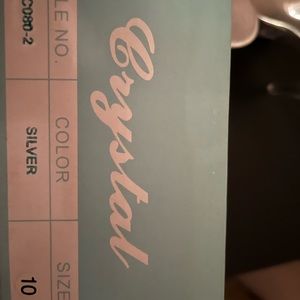 Crystal
LE NO. COLOR SIZE
C080-2 SILVER 10